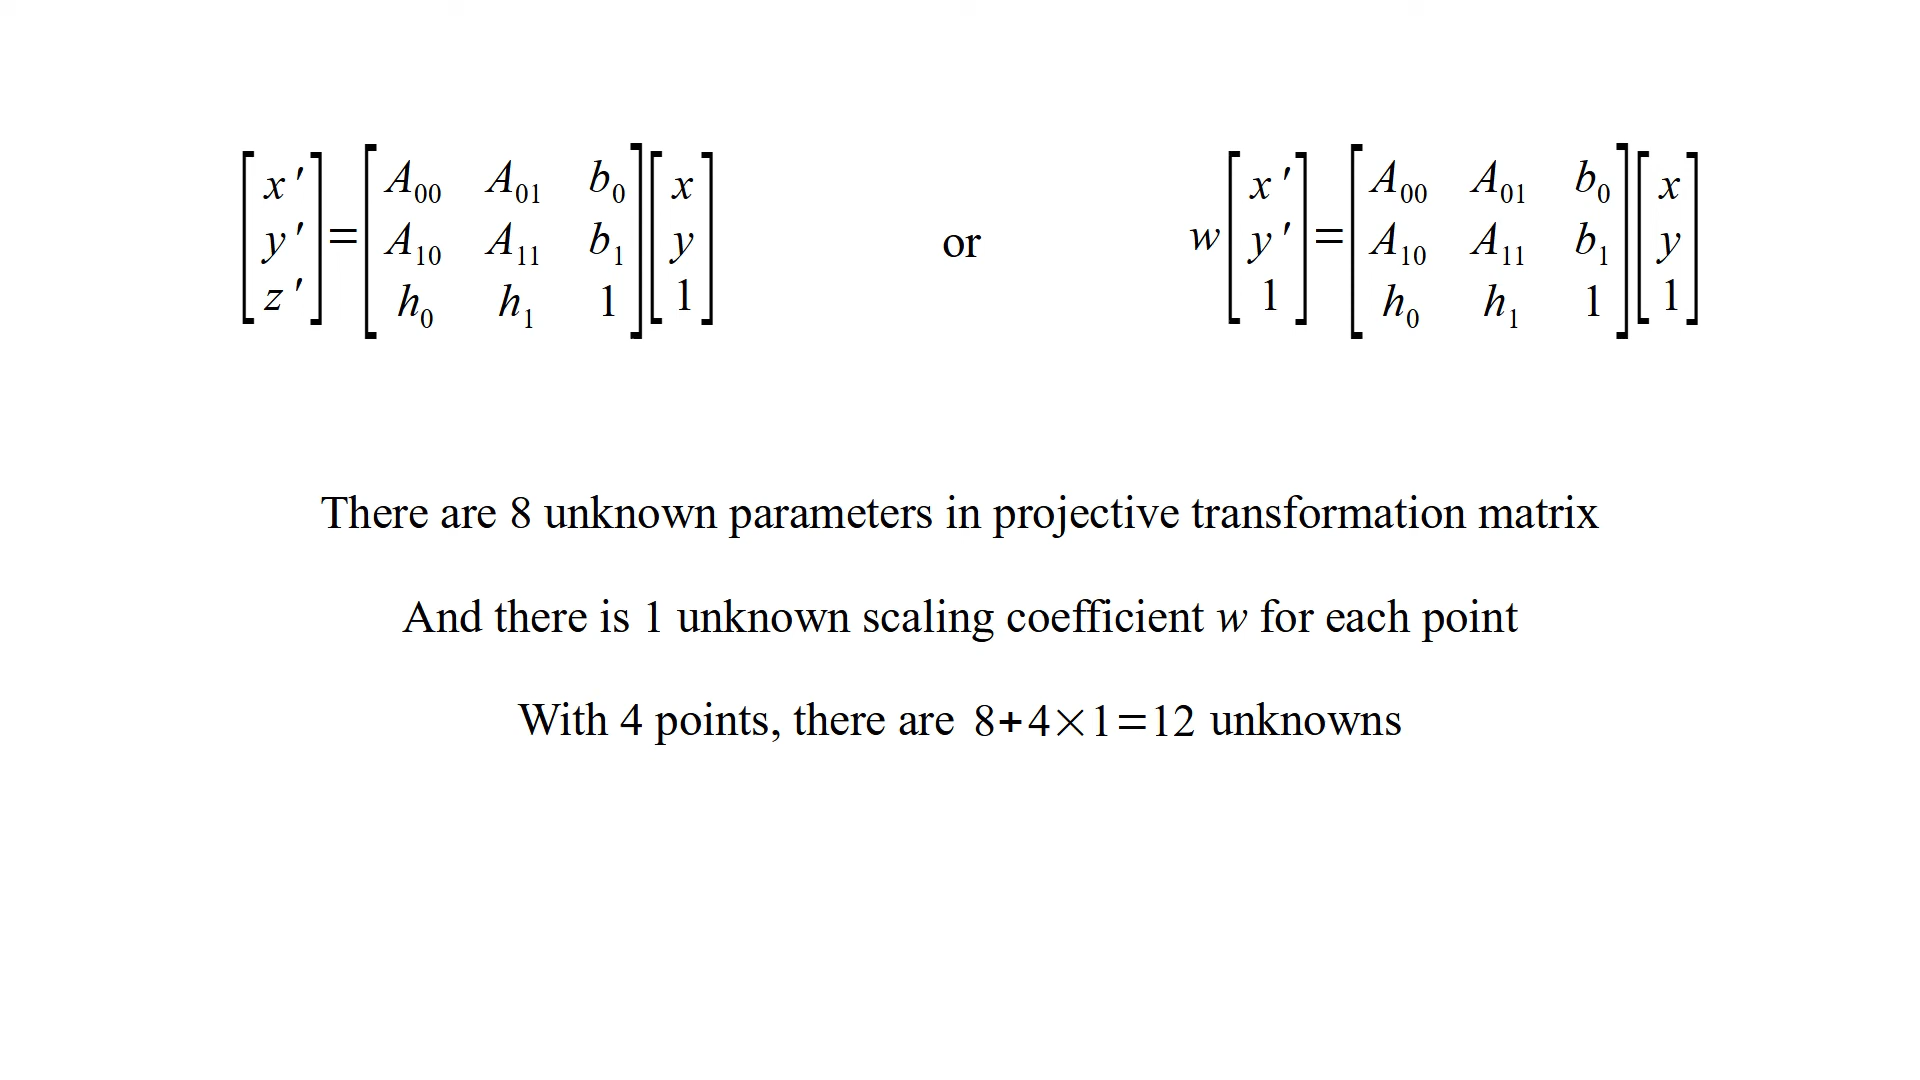 [x′ y′ z′] = [A₀₀ A₀₁ b₀; A₁₀ A₁₁ b₁; h₀ h₁ 1] [x y 1] or w [x′ y′ 1] = [A₀₀ A₀₁ b₀; A₁₀ A₁₁ b₁; h₀ h₁ 1] [x y 1]
There are 8 unknown parameters in projective transformation matrix
And there is 1 unknown scaling coefficient w for each point
With 4 points, there are 8+4×1=12 unknowns